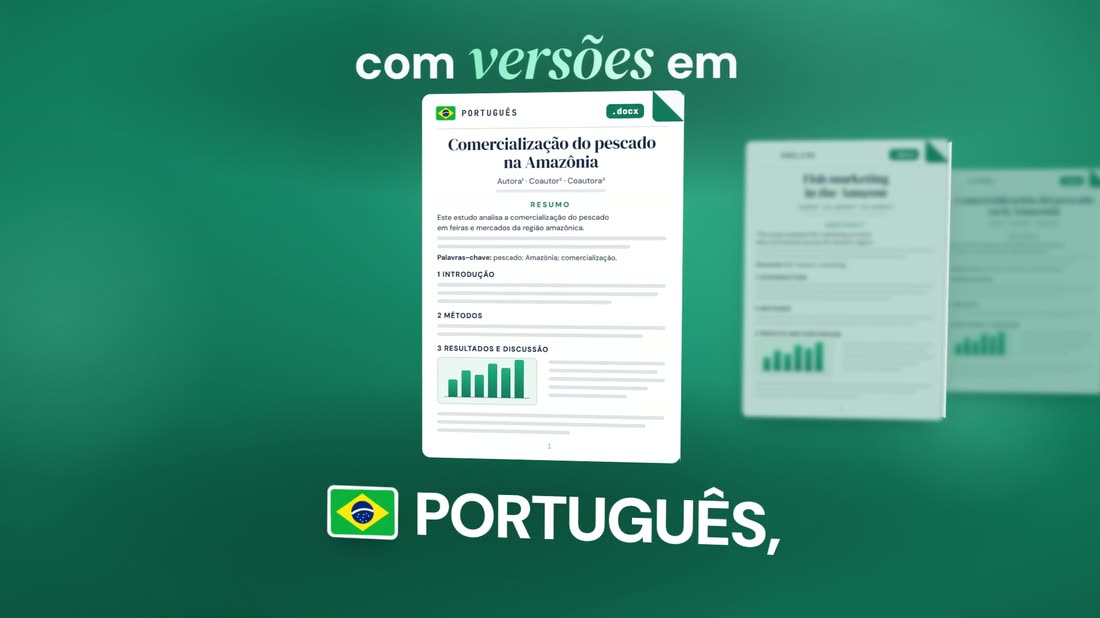 com versões em
PORTUGUÊS
.docx
Comercialização do pescado
na Amazônia
Autora¹ · Coautor² · Coautora³
RESUMO
Este estudo analisa a comercialização do pescado
em feiras e mercados da região amazônica.
Palavras-chave: pescado; Amazônia; comercialização.
1 INTRODUÇÃO
2 MÉTODOS
3 RESULTADOS E DISCUSSÃO
1
Fish marketing
in the Amazon
PORTUGUÊS,